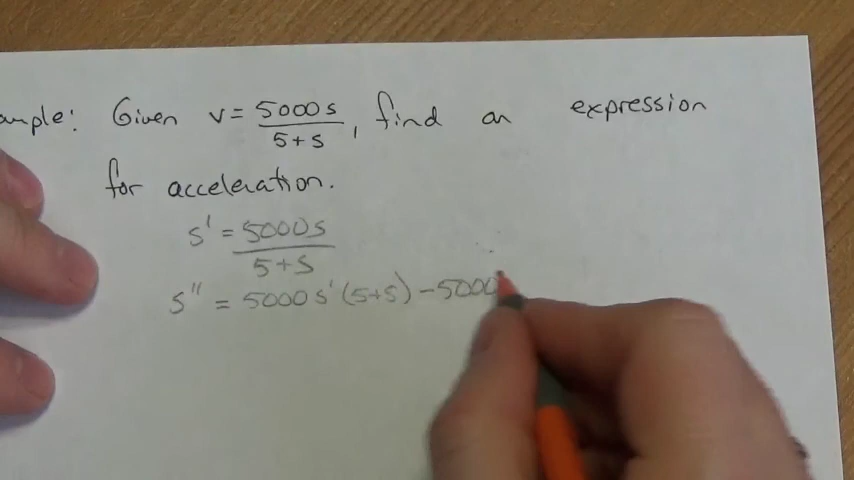 ample: Given v = 5000s / 5+s, find an expression
for acceleration.
s' = 5000s / 5+s
s'' = 5000s'(5+s) - 5000